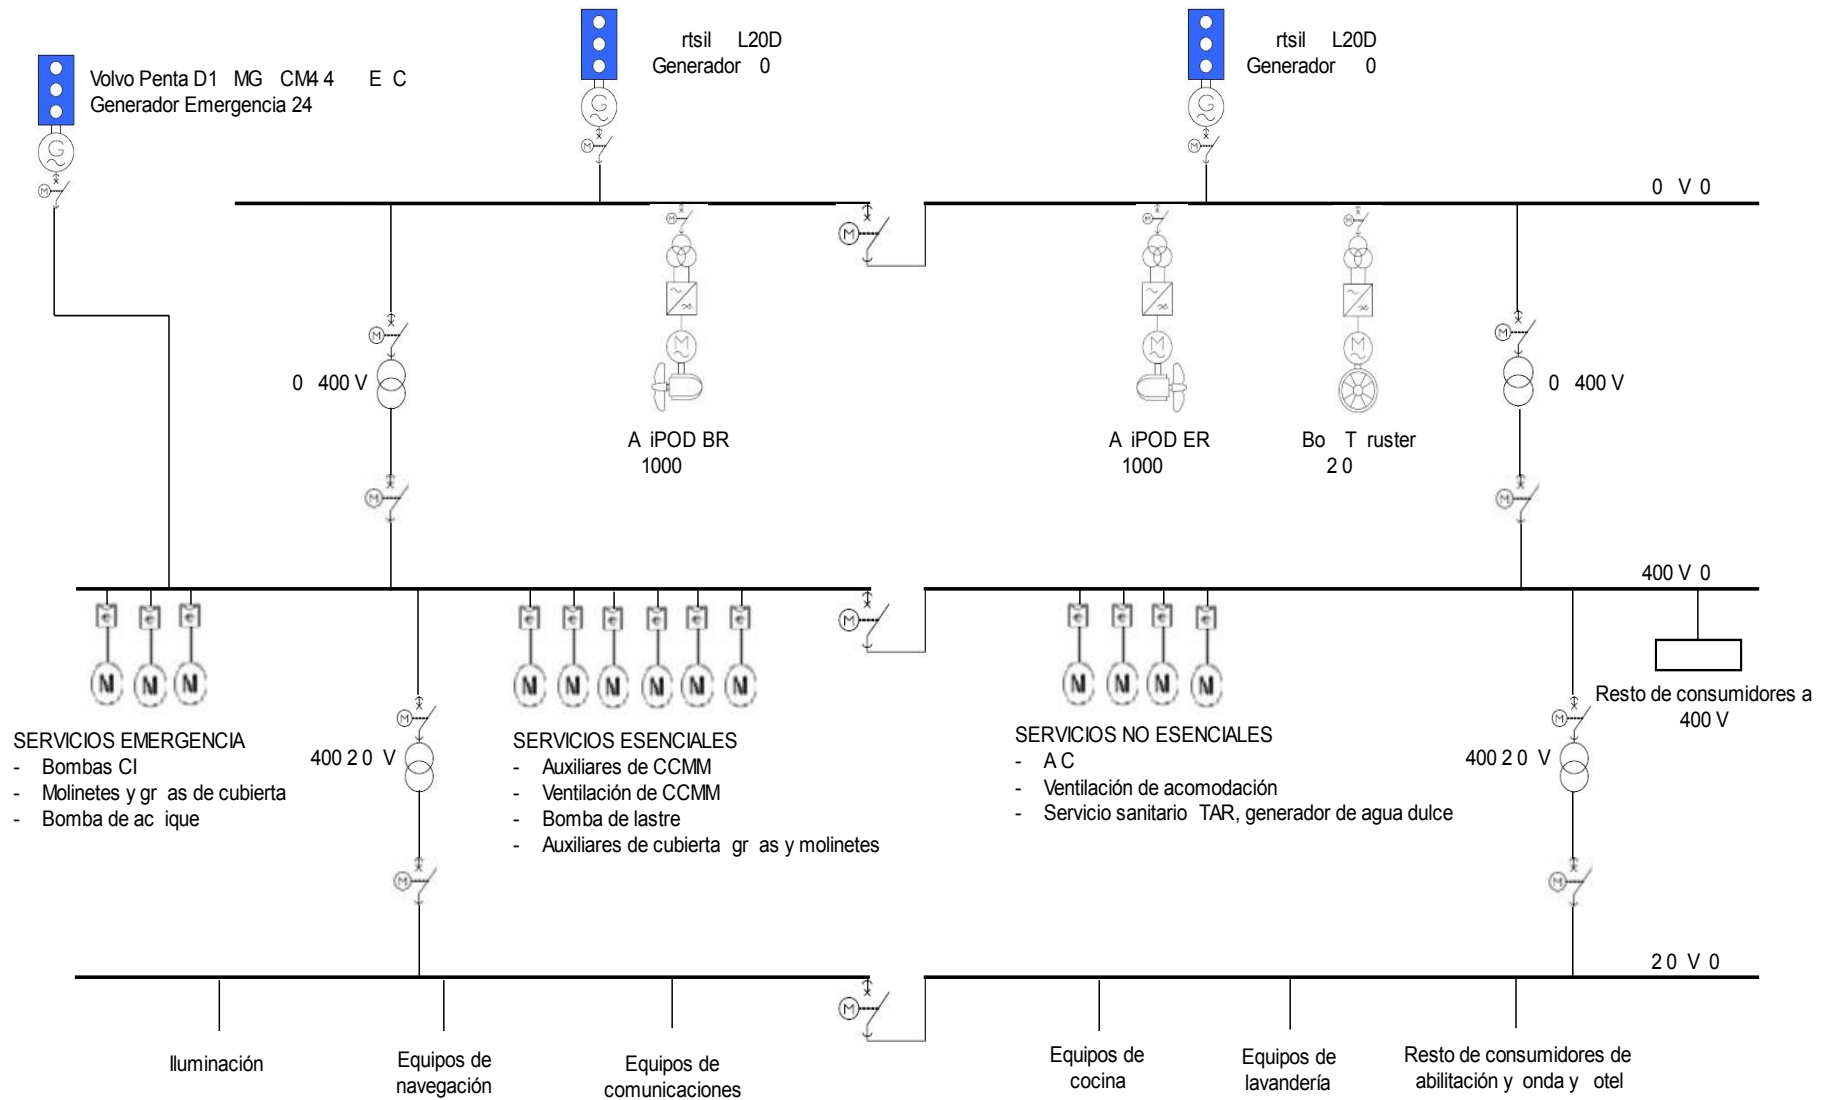 rtsil L20D
Generador 0
rtsil L20D
Generador 0
Volvo Penta D1 MG CM4 4 E C
Generador Emergencia 24
G
G
G
M
M
M
0 V 0
M
M
M
M
M
M
M
0 400 V
M
M
M
0 400 V
A iPOD BR
1000
A iPOD ER
1000
Bo T ruster
2 0
M
M
400 V 0
M
Resto de consumidores a
400 V
SERVICIOS EMERGENCIA
- Bombas CI
- Molinetes y gr as de cubierta
- Bomba de ac ique
M
400 2 0 V
SERVICIOS ESENCIALES
- Auxiliares de CCMM
- Ventilación de CCMM
- Bomba de lastre
- Auxiliares de cubierta gr as y molinetes
SERVICIOS NO ESENCIALES
- A C
- Ventilación de acomodación
- Servicio sanitario TAR, generador de agua dulce
M
400 2 0 V
M
M
2 0 V 0
M
Iluminación
Equipos de
navegación
Equipos de
comunicaciones
Equipos de
cocina
Equipos de
lavandería
Resto de consumidores de
abilitación y onda y otel